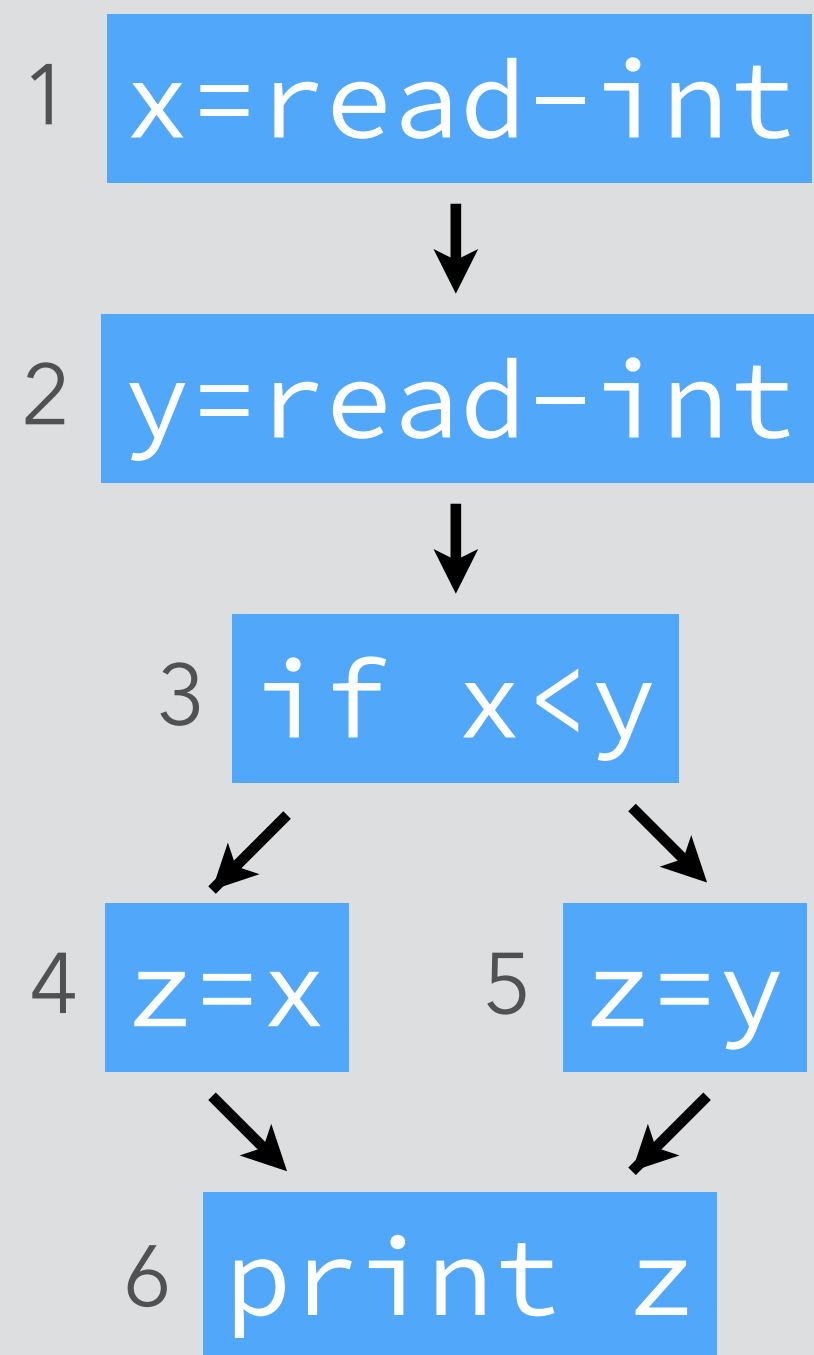 1 x=read-int
2 y=read-int
3 if x<y
4 z=x 5 z=y
6 print z